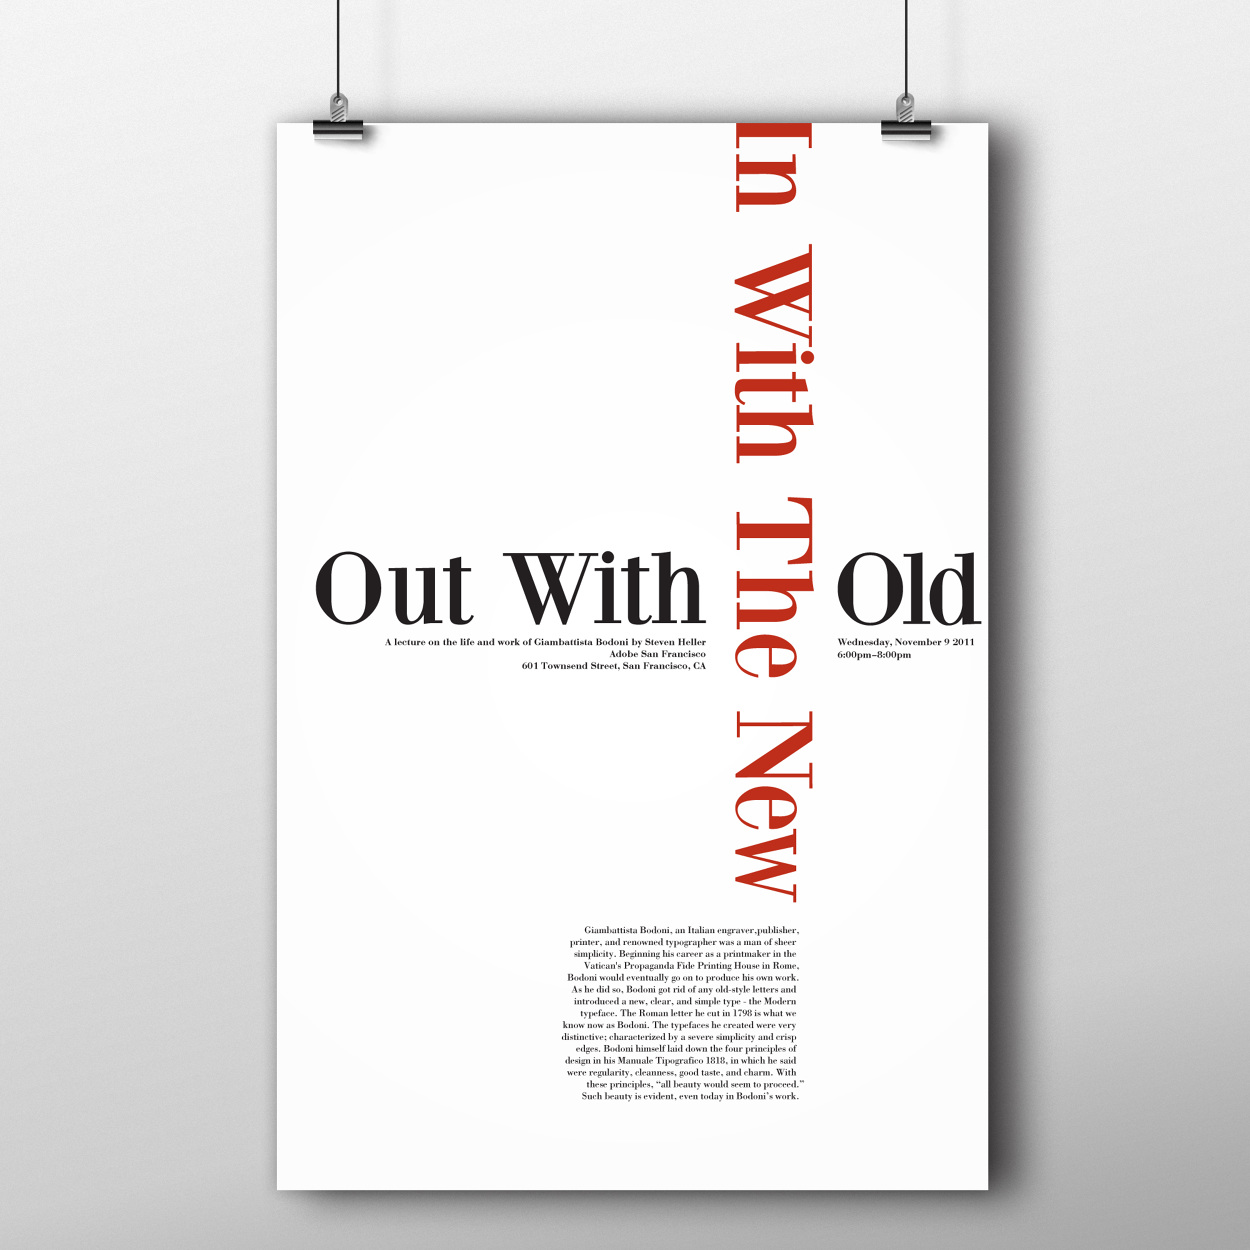 In With The New
Out With
Old
A lecture on the life and work of Giambattista Bodoni by Steven Heller
Adobe San Francisco
601 Townsend Street, San Francisco, CA
Wednesday, November 9 2011
6:00pm–8:00pm
Giambattista Bodoni, an Italian engraver,publisher,
printer, and renowned typographer was a man of sheer
simplicity. Beginning his career as a printmaker in the
Vatican's Propaganda Fide Printing House in Rome,
Bodoni would eventually go on to produce his own work.
As he did so, Bodoni got rid of any old-style letters and
introduced a new, clear, and simple type - the Modern
typeface. The Roman letter he cut in 1798 is what we
know now as Bodoni. The typefaces he created were very
distinctive; characterized by a severe simplicity and crisp
edges. Bodoni himself laid down the four principles of
design in his Manuale Tipografico 1818, in which he said
were regularity, cleanness, good taste, and charm. With
these principles, “all beauty would seem to proceed.”
Such beauty is evident, even today in Bodoni’s work.